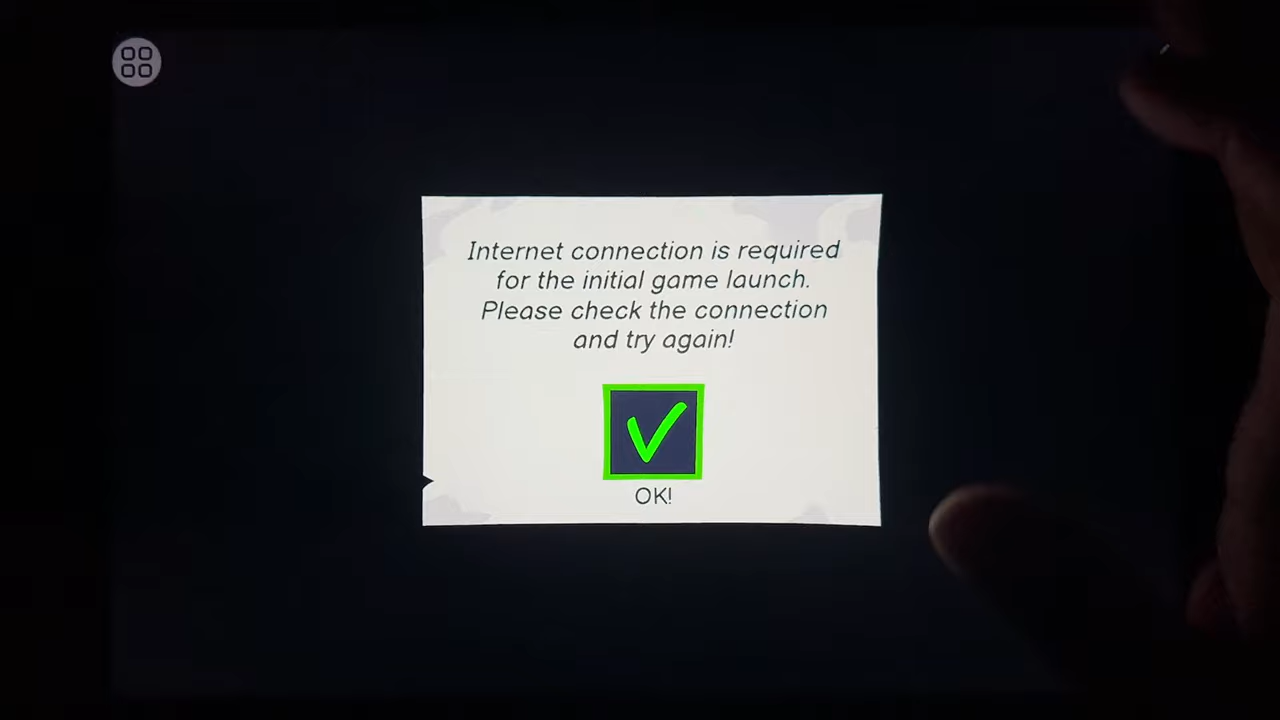 Internet connection is required
for the initial game launch.
Please check the connection
and try again!
OK!